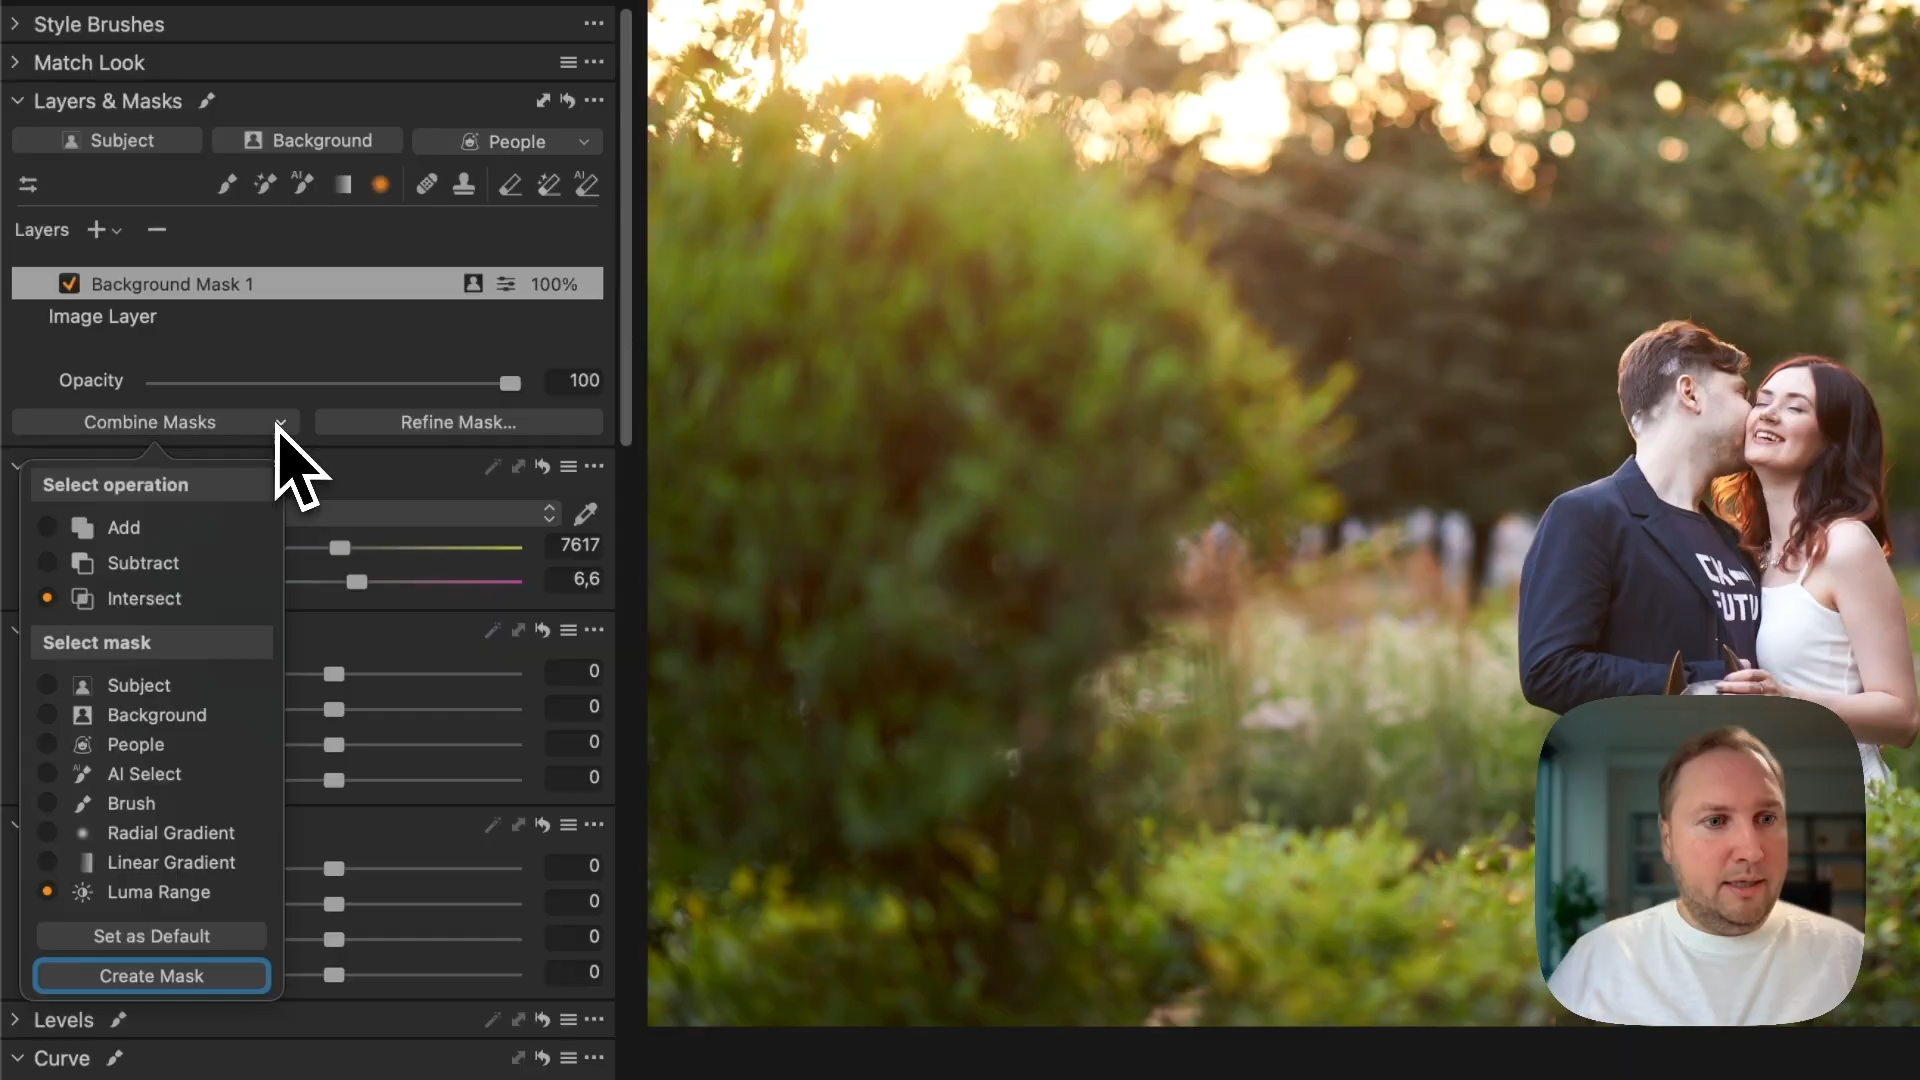 Style Brushes
Match Look
Layers & Masks
Subject
Background
People
AI
AI
Layers
Background Mask 1
100%
Image Layer
Opacity
100
Combine Masks
Refine Mask...
Select operation
Add
Subtract
Intersect
7617
6,6
Select mask
Subject
Background
People
AI Select
Brush
Radial Gradient
Linear Gradient
Luma Range
Set as Default
Create Mask
0
0
0
0
0
0
0
0
Levels
Curve